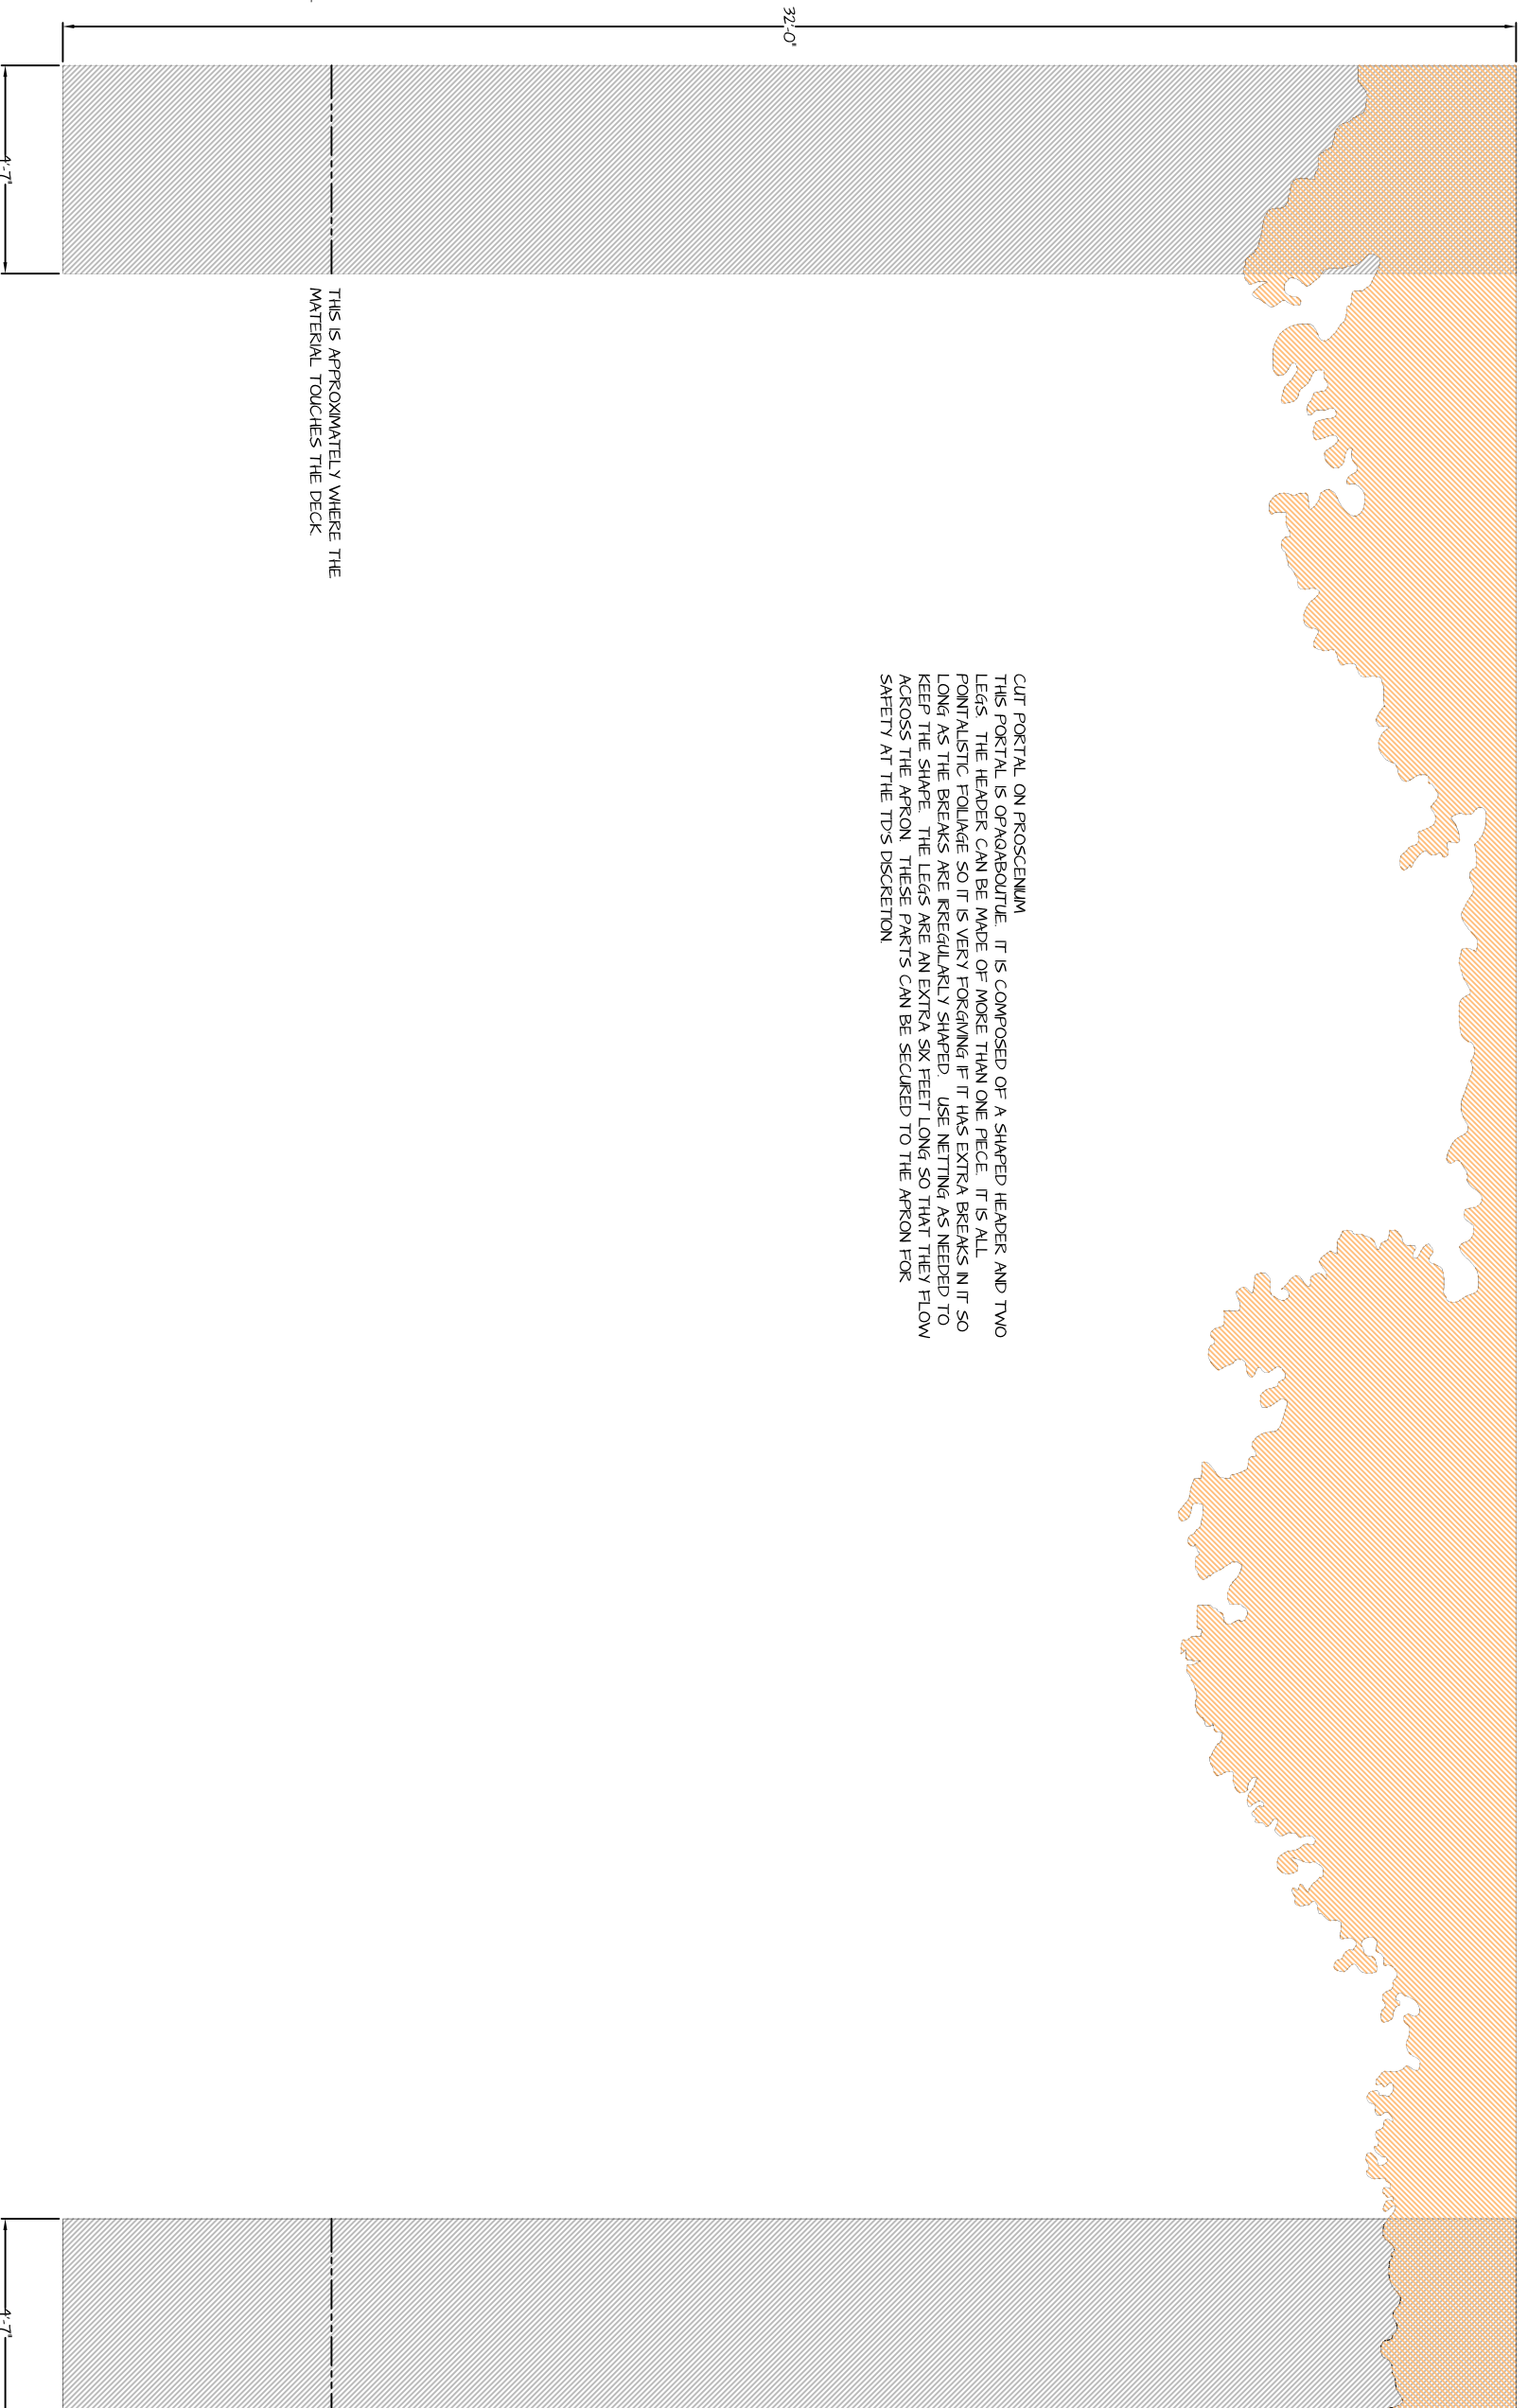 32'-0"
4'-7"
THIS IS APPROXIMATELY WHERE THE
MATERIAL TOUCHES THE DECK.
CUT PORTAL ON PROSCENIUM
THIS PORTAL IS OPAQABOUTUE. IT IS COMPOSED OF A SHAPED HEADER AND TWO
LEGS. THE HEADER CAN BE MADE OF MORE THAN ONE PIECE. IT IS ALL
POINTALISTIC FOLIAGE SO IT IS VERY FORGIVING IF IT HAS EXTRA BREAKS IN IT SO
LONG AS THE BREAKS ARE IRREGULARLY SHAPED. USE NETTING AS NEEDED TO
KEEP THE SHAPE. THE LEGS ARE AN EXTRA SIX FEET LONG SO THAT THEY FLOW
ACROSS THE APRON. THESE PARTS CAN BE SECURED TO THE APRON FOR
SAFETY AT THE TD'S DISCRETION.
4'-7"